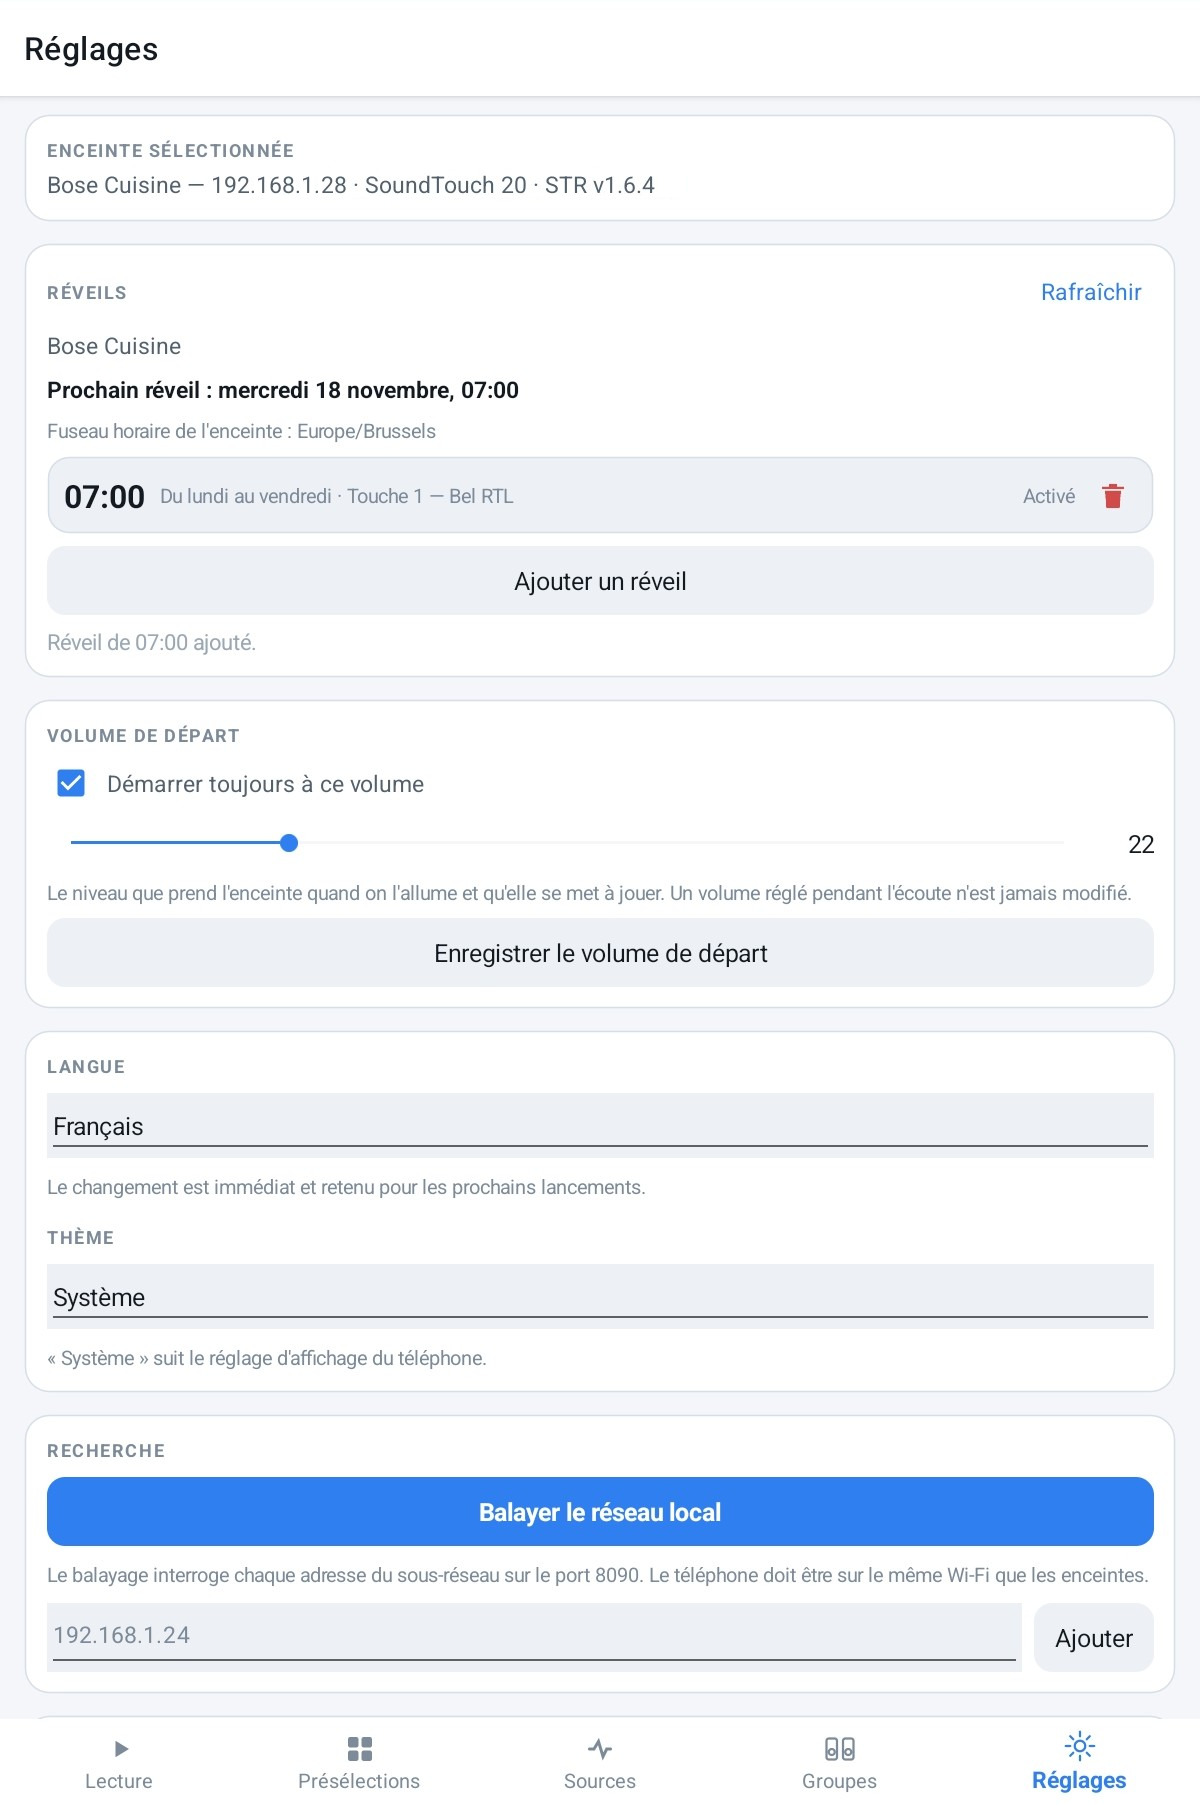 Réglages
ENCEINTE SÉLECTIONNÉE
Bose Cuisine — 192.168.1.28 · SoundTouch 20 · STR v1.6.4
RÉVEILS
Rafraîchir
Bose Cuisine
Prochain réveil : mercredi 18 novembre, 07:00
Fuseau horaire de l'enceinte : Europe/Brussels
07:00 Du lundi au vendredi · Touche 1 — Bel RTL Activé
Ajouter un réveil
Réveil de 07:00 ajouté.
VOLUME DE DÉPART
Démarrer toujours à ce volume
22
Le niveau que prend l'enceinte quand on l'allume et qu'elle se met à jouer. Un volume réglé pendant l'écoute n'est jamais modifié.
Enregistrer le volume de départ
LANGUE
Français
Le changement est immédiat et retenu pour les prochains lancements.
THÈME
Système
« Système » suit le réglage d'affichage du téléphone.
RECHERCHE
Balayer le réseau local
Le balayage interroge chaque adresse du sous-réseau sur le port 8090. Le téléphone doit être sur le même Wi-Fi que les enceintes.
192.168.1.24
Ajouter
Lecture
Présélections
Sources
Groupes
Réglages